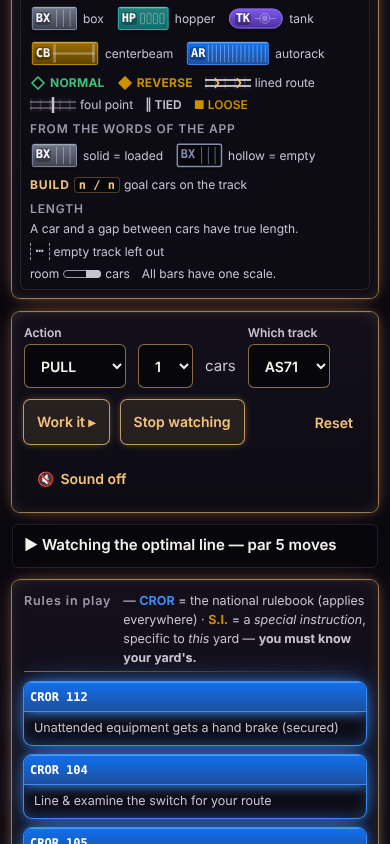 BX box HP hopper TK tank
CB centerbeam AR autorack
NORMAL REVERSE lined route
foul point TIED LOOSE
FROM THE WORDS OF THE APP
BX solid = loaded BX hollow = empty
BUILD n / n goal cars on the track
LENGTH
A car and a gap between cars have true length.
··· empty track left out
room cars All bars have one scale.
Action Which track
PULL 1 cars AS71
Work it ▸ Stop watching Reset
🔇 Sound off
▶ Watching the optimal line — par 5 moves
Rules in play — CROR = the national rulebook (applies
everywhere) · S.I. = a special instruction,
specific to this yard — you must know
your yard's.
CROR 112
Unattended equipment gets a hand brake (secured)
CROR 104
Line & examine the switch for your route
CROR 105